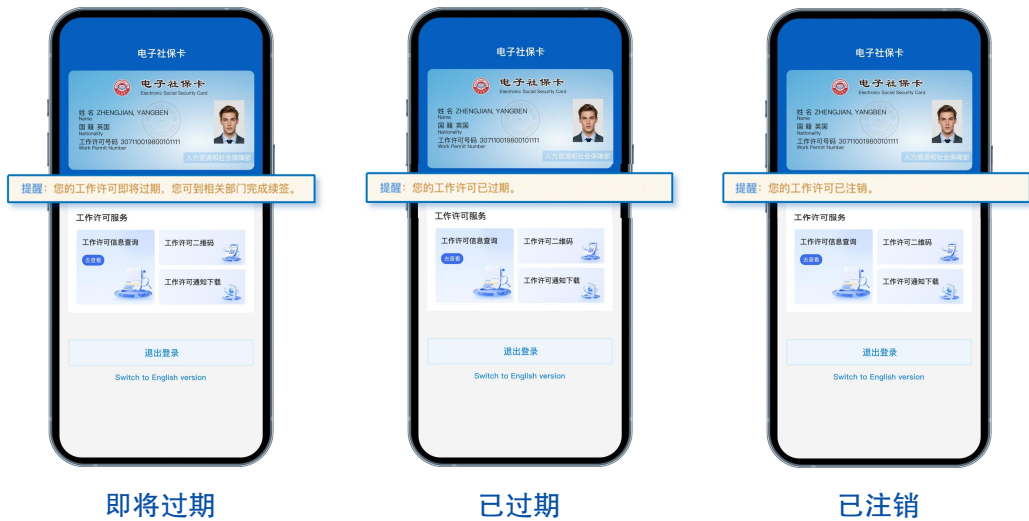 电子社保卡
电子社保卡
Electronic Social Security Card
姓 名 ZHENGJIAN, YANGBEN
Name
国 籍 英国
Nationality
工作许可号码 307110019800101111
Work Permit Number
人力资源和社会保障部
提醒：您的工作许可即将过期，您可到相关部门完成续签。
工作许可服务
工作许可信息查询
去查看
工作许可二维码
工作许可通知下载
退出登录
Switch to English version
即将过期
电子社保卡
电子社保卡
Electronic Social Security Card
姓 名 ZHENGJIAN, YANGBEN
Name
国 籍 英国
Nationality
工作许可号码 307110019800101111
Work Permit Number
人力资源和社会保障部
提醒：您的工作许可已过期。
工作许可服务
工作许可信息查询
去查看
工作许可二维码
工作许可通知下载
退出登录
Switch to English version
已过期
电子社保卡
电子社保卡
Electronic Social Security Card
姓 名 ZHENGJIAN, YANGBEN
Name
国 籍 英国
Nationality
工作许可号码 307110019800101111
Work Permit Number
人力资源和社会保障部
提醒：您的工作许可已注销。
工作许可服务
工作许可信息查询
去查看
工作许可二维码
工作许可通知下载
退出登录
Switch to English version
已注销